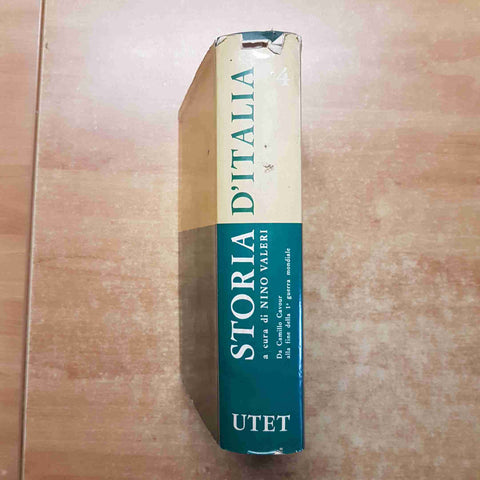 4
STORIA D'ITALIA
a cura di NINO VALERI
Da Camillo Cavour
alla fine della 1ª guerra mondiale
UTET